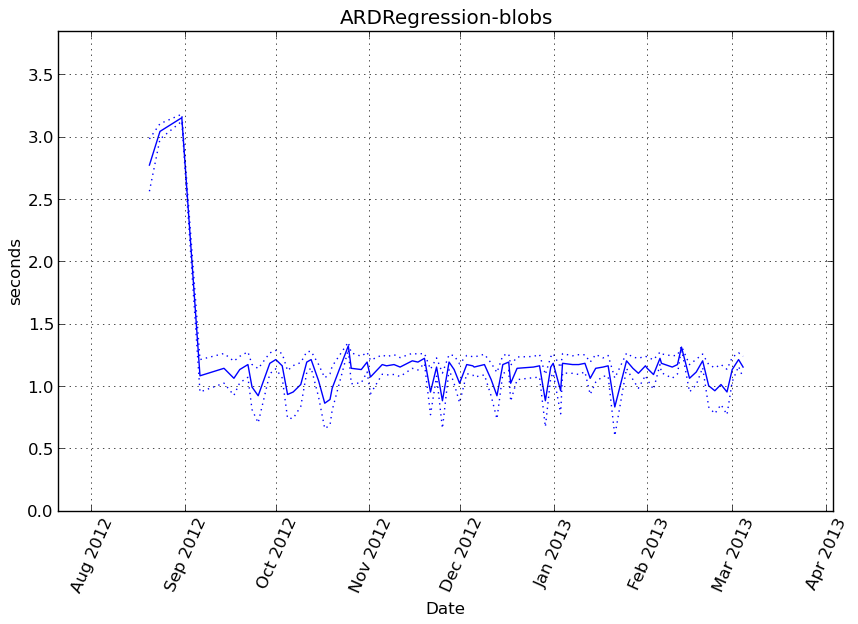 ARDRegression-blobs
3.5
3.0
2.5
2.0
1.5
1.0
0.5
0.0
seconds
Aug 2012
Sep 2012
Oct 2012
Nov 2012
Dec 2012
Jan 2013
Feb 2013
Mar 2013
Apr 2013
Date